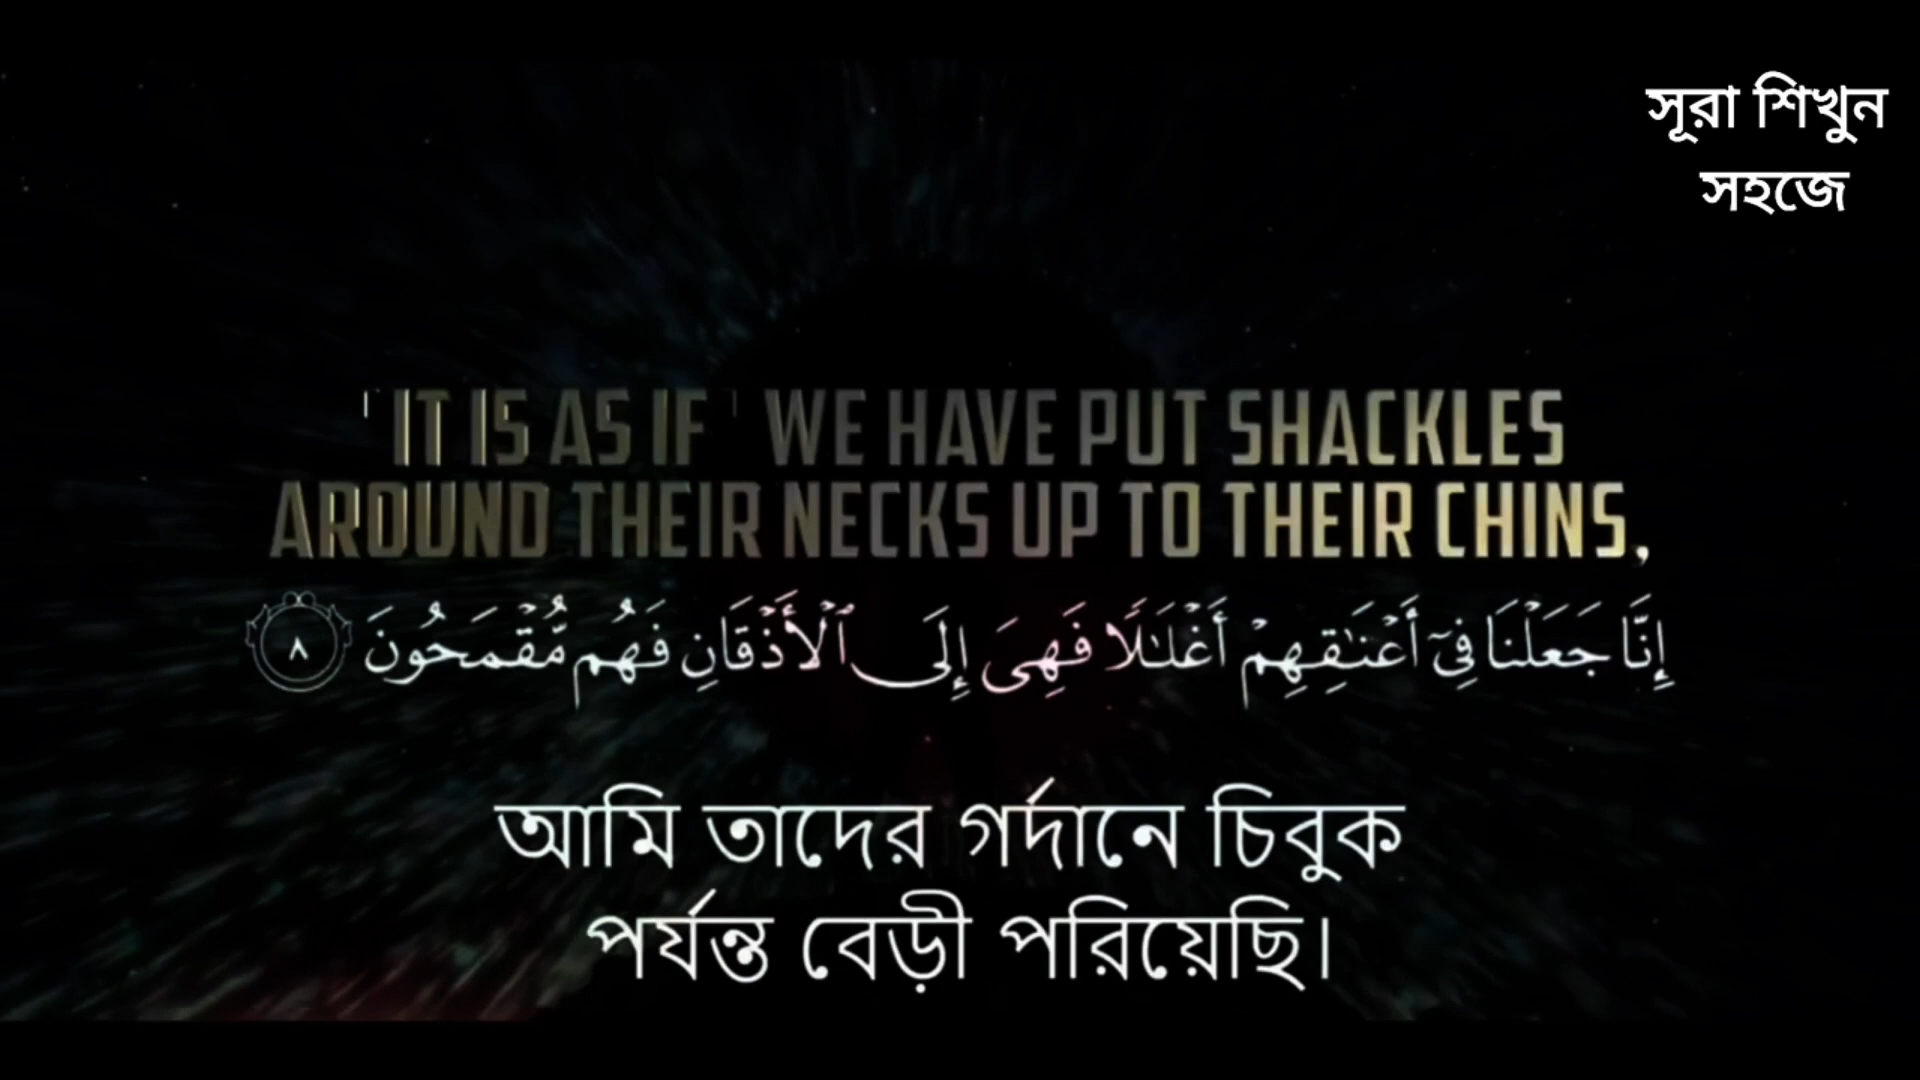 সূরা শিখুন
সহজে
' IT IS AS IF ' WE HAVE PUT SHACKLES
AROUND THEIR NECKS UP TO THEIR CHINS,
إِنَّا جَعَلْنَا فِىٓ أَعْنَـٰقِهِمْ أَغْلَـٰلًا فَهِىَ إِلَى ٱلْأَذْقَانِ فَهُم مُّقْمَحُونَ ٨
আমি তাদের গর্দানে চিবুক
পর্যন্ত বেড়ী পরিয়েছি।